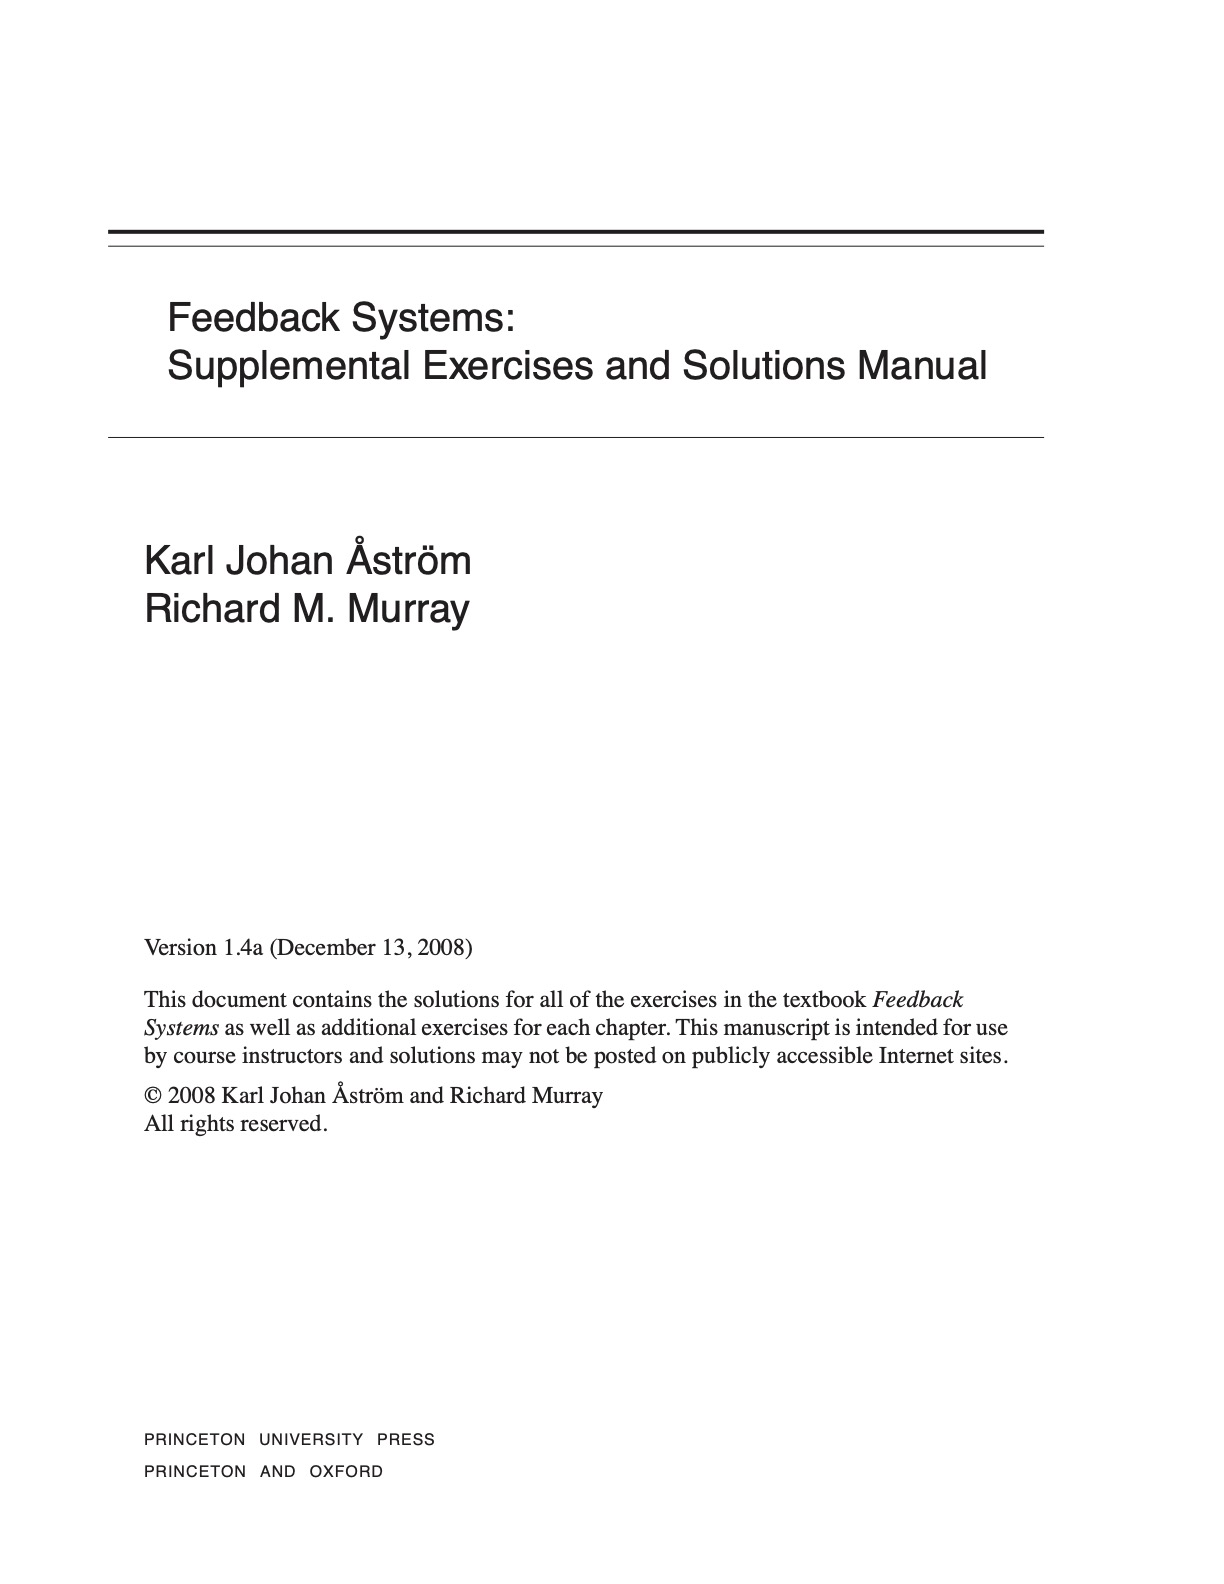 Feedback Systems:
Supplemental Exercises and Solutions Manual
Karl Johan Åström
Richard M. Murray
Version 1.4a (December 13, 2008)
This document contains the solutions for all of the exercises in the textbook Feedback
Systems as well as additional exercises for each chapter. This manuscript is intended for use
by course instructors and solutions may not be posted on publicly accessible Internet sites.
© 2008 Karl Johan Åström and Richard Murray
All rights reserved.
PRINCETON UNIVERSITY PRESS
PRINCETON AND OXFORD